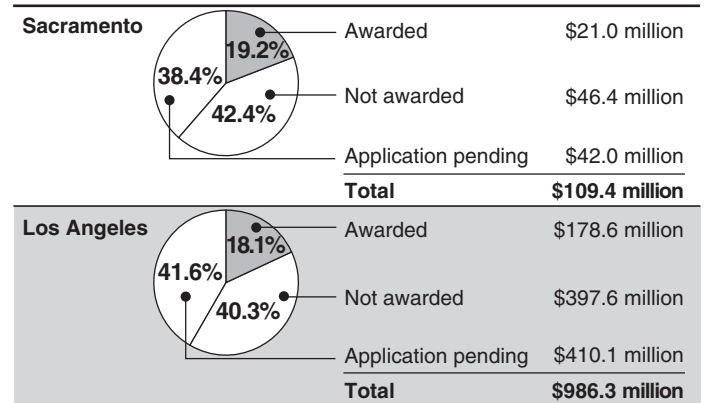 Sacramento
Awarded $21.0 million
19.2%
38.4%
Not awarded $46.4 million
42.4%
Application pending $42.0 million
Total $109.4 million
Los Angeles
Awarded $178.6 million
18.1%
41.6%
Not awarded $397.6 million
40.3%
Application pending $410.1 million
Total $986.3 million